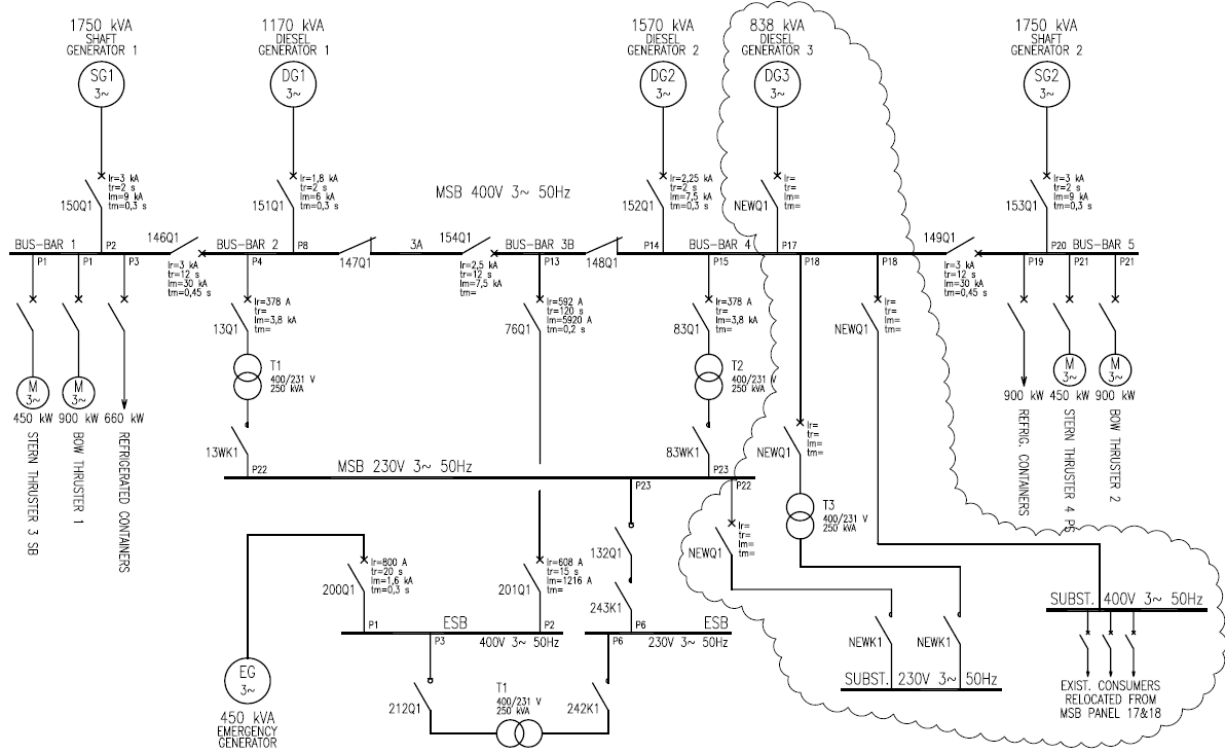 1750 kVA
SHAFT
GENERATOR 1
SG1
3~
1170 kVA
DIESEL
GENERATOR 1
DG1
3~
1570 kVA
DIESEL
GENERATOR 2
DG2
3~
838 kVA
DIESEL
GENERATOR 3
DG3
3~
1750 kVA
SHAFT
GENERATOR 2
SG2
3~
Ir=3 kA
tr=2 s
Im=9 kA
tm=0,3 s
150Q1
Ir=1,8 kA
tr=2 s
Im=6 kA
tm=0,3 s
151Q1
MSB 400V 3~ 50Hz
Ir=2,25 kA
tr=2 s
Im=7,5 kA
tm=0,3 s
152Q1
Ir=
tr=
Im=
tm=
NEWQ1
Ir=3 kA
tr=2 s
Im=9 kA
tm=0,3 s
153Q1
BUS-BAR 1
P2
146Q1
BUS-BAR 2
P8
147Q1
3A
154Q1
BUS-BAR 3B
148Q1
P14
BUS-BAR 4
P17
149Q1
P20
BUS-BAR 5
P1
P1
P3
Ir=3 kA
tr=12 s
Im=30 kA
tm=0,45 s
P4
Ir=2,5 kA
tr=12 s
Im=7,5 kA
tm=
P13
P15
P18
P18
Ir=3 kA
tr=12 s
Im=30 kA
tm=0,45 s
P19
P21
P21
Ir=378 A
tr=
Im=3,8 kA
tm=
13Q1
Ir=592 A
tr=120 s
Im=5920 A
tm=0,2 s
76Q1
Ir=378 A
tr=
Im=3,8 kA
tm=
83Q1
Ir=
tr=
Im=
tm=
NEWQ1
T1
400/231 V
250 kVA
T2
400/231 V
250 kVA
M
3~
450 kW
STERN THRUSTER 3 SB
M
3~
900 kW
BOW THRUSTER 1
660 kW
REFRIGERATED CONTAINERS
900 kW
REFRIG. CONTAINERS
M
3~
450 kW
STERN THRUSTER 4 PS
M
3~
900 kW
BOW THRUSTER 2
13WK1
83WK1
Ir=
tr=
Im=
tm=
NEWQ1
P22
MSB 230V 3~ 50Hz
P23
P23
P22
T3
400/231 V
250 kVA
Ir=
tr=
Im=
tm=
NEWQ1
132Q1
243K1
Ir=800 A
tr=20 s
Im=1,6 kA
tm=0,3 s
200Q1
Ir=608 A
tr=15 s
Im=1216 A
tm=
201Q1
P1
P2
ESB
400V 3~ 50Hz
P3
P6
ESB
230V 3~ 50Hz
P6
NEWK1
NEWK1
SUBST. 230V 3~ 50Hz
SUBST. 400V 3~ 50Hz
EXIST. CONSUMERS
RELOCATED FROM
MSB PANEL 17&18
EG
3~
450 kVA
EMERGENCY
GENERATOR
212Q1
T1
400/231 V
250 kVA
242K1